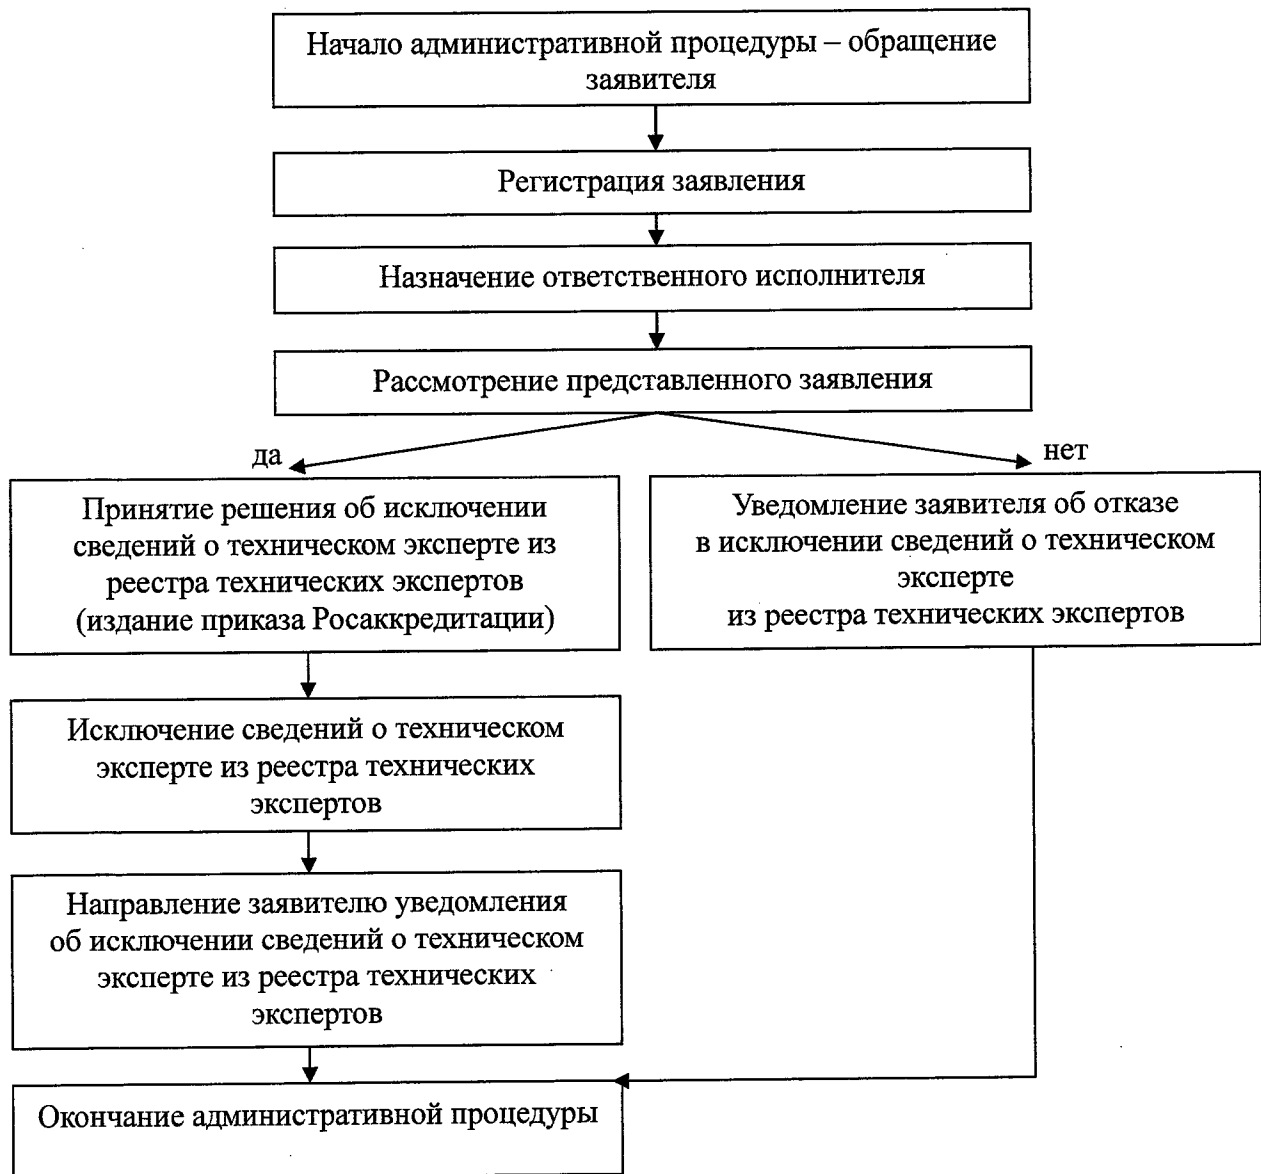 Начало административной процедуры – обращение
заявителя
Регистрация заявления
Назначение ответственного исполнителя
Рассмотрение представленного заявления
да
нет
Принятие решения об исключении
сведений о техническом эксперте из
реестра технических экспертов
(издание приказа Росаккредитации)
Уведомление заявителя об отказе
в исключении сведений о техническом
эксперте
из реестра технических экспертов
Исключение сведений о техническом
эксперте из реестра технических
экспертов
Направление заявителю уведомления
об исключении сведений о техническом
эксперте из реестра технических
экспертов
Окончание административной процедуры